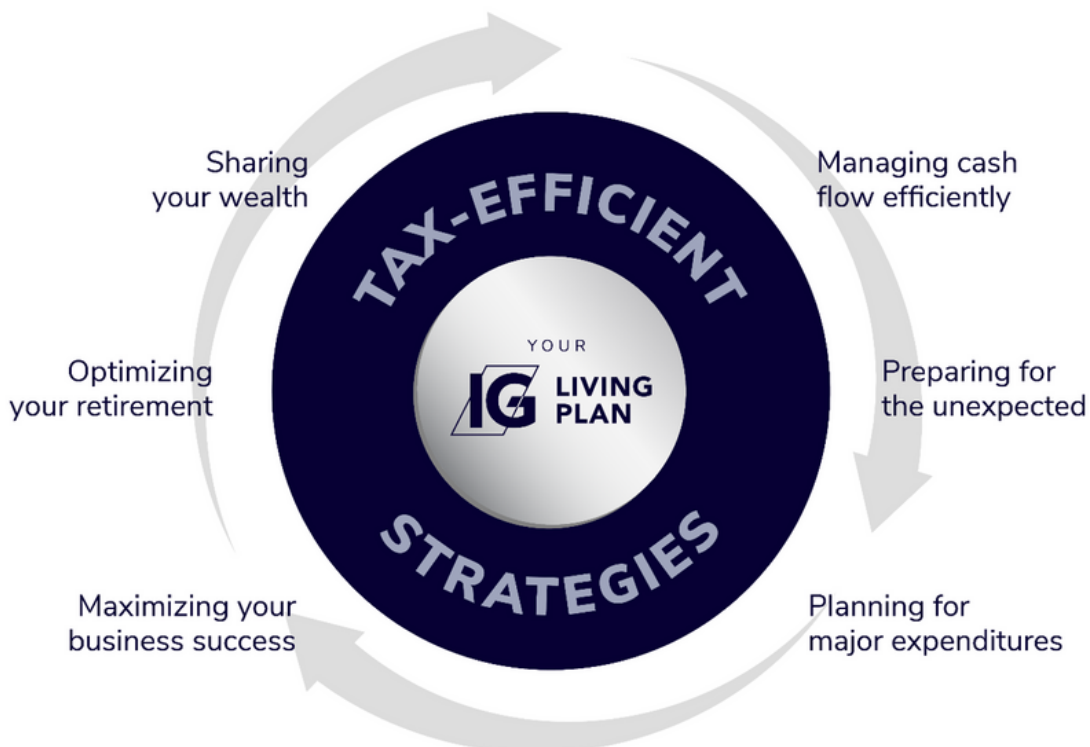 Sharing
your wealth
Managing cash
flow efficiently
TAX-EFFICIENT
YOUR
IG LIVING
PLAN
Optimizing
your retirement
Preparing for
the unexpected
STRATEGIES
Maximizing your
business success
Planning for
major expenditures